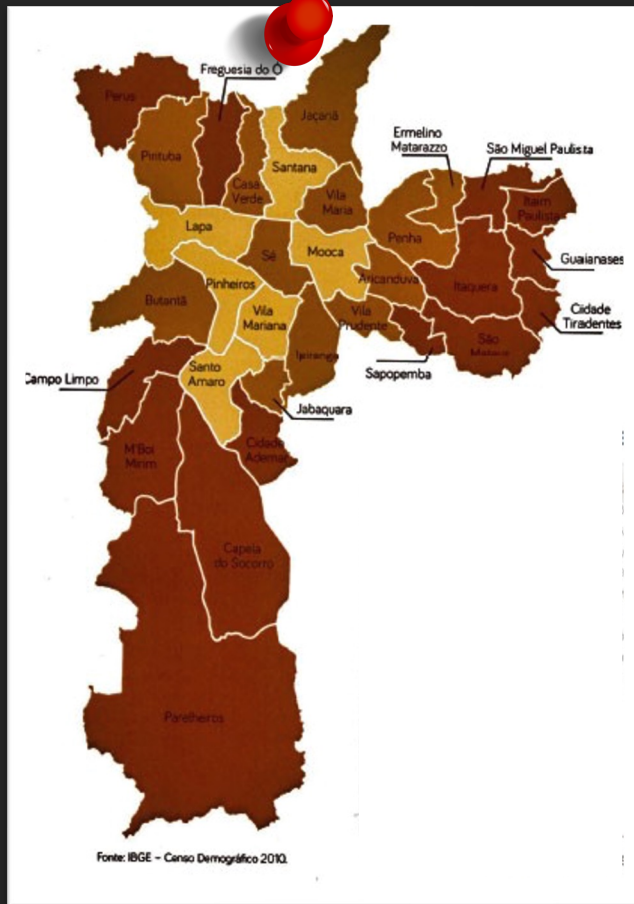 Freguesia do Ó
Perus
Jaçanã
Ermelino
Matarazzo
São Miguel Paulista
Pirituba
Santana
Casa
Verde
Vila
Maria
Itaim
Paulista
Lapa
Sé
Mooca
Penha
Guaianases
Pinheiros
Aricanduva
Itaquera
Butantã
Vila
Mariana
Vila
Prudente
Cidade
Tiradentes
Ipiranga
São
Mateus
Santo
Amaro
Sapopemba
Campo Limpo
Jabaquara
M'Boi
Mirim
Cidade
Ademar
Capela
do Socorro
Parelheiros
Fonte: IBGE - Censo Demográfico 2010.